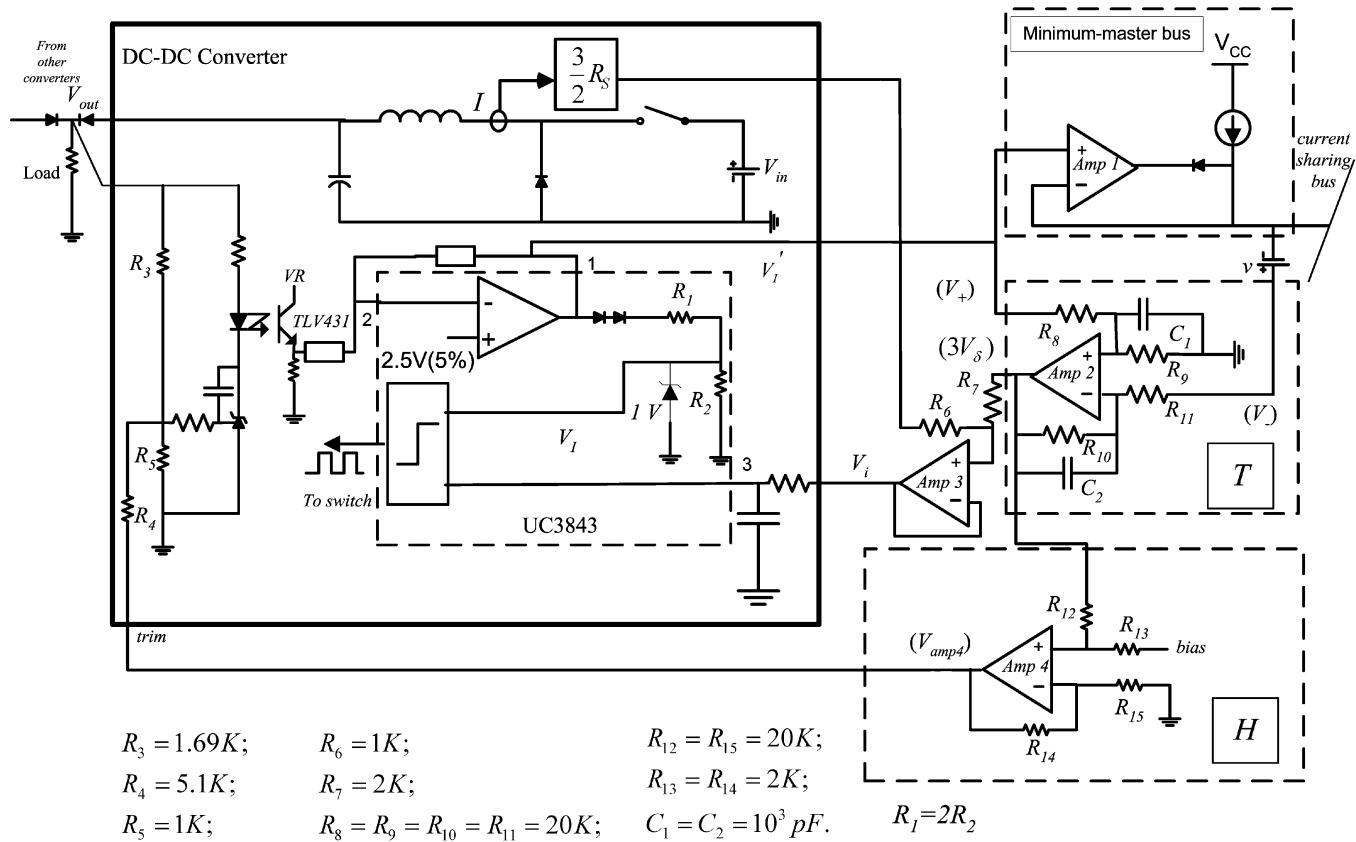 Minimum-master bus
From
other
converters
DC-DC Converter
V_CC
V_out
I
3/2 R_S
Load
V_in
Amp 1
+
−
current
sharing
bus
R_3
VR
TLV431
1
V_I'
v
(V_+)
2
R_1
-
+
2.5V(5%)
R_8
C_1
(3V_δ)
R_7
Amp 2
+
−
R_9
R_11
(V_-)
1 V
R_2
R_6
R_10
V_I
C_2
T
R_5
3
V_i
Amp 3
+
−
To switch
R_4
UC3843
R_12
R_13
bias
trim
(V_amp4)
Amp 4
+
−
R_15
R_14
H
R_3 = 1.69K;
R_6 = 1K;
R_12 = R_15 = 20K;
R_4 = 5.1K;
R_7 = 2K;
R_13 = R_14 = 2K;
R_5 = 1K;
R_8 = R_9 = R_10 = R_11 = 20K;
C_1 = C_2 = 10^3 pF.
R_1=2R_2